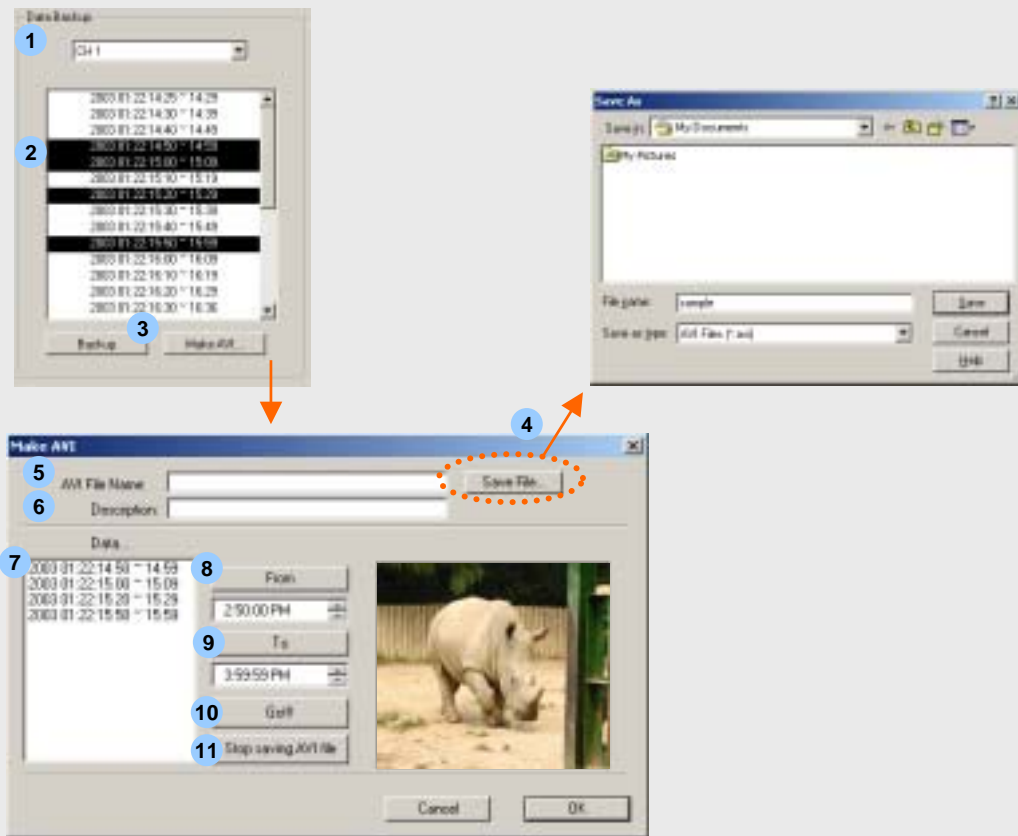 Data Backup
1
CH 1
2003:01:22:14:25 ~ 14:29
2003:01:22:14:30 ~ 14:39
2003:01:22:14:40 ~ 14:49
2
2003:01:22:14:50 ~ 14:59
2003:01:22:15:00 ~ 15:09
2003:01:22:15:10 ~ 15:19
2003:01:22:15:20 ~ 15:29
2003:01:22:15:30 ~ 15:39
2003:01:22:15:40 ~ 15:49
2003:01:22:15:50 ~ 15:59
2003:01:22:16:00 ~ 16:09
2003:01:22:16:10 ~ 16:19
2003:01:22:16:20 ~ 16:29
2003:01:22:16:30 ~ 16:36
3
Backup
Make AVI...
Save As
Save in:
My Documents
My Pictures
File name:
sample
Save
Save as type:
AVI Files (*.avi)
Cancel
Help
4
Make AVI
5
AVI File Name
Save File...
6
Description:
Data...
7
2003:01:22:14:50 ~ 14:59
2003:01:22:15:00 ~ 15:09
2003:01:22:15:20 ~ 15:29
2003:01:22:15:50 ~ 15:59
8
From
2:50:00 PM
9
To
3:59:59 PM
10
Go!!!
11
Stop saving AVI file
Cancel
OK